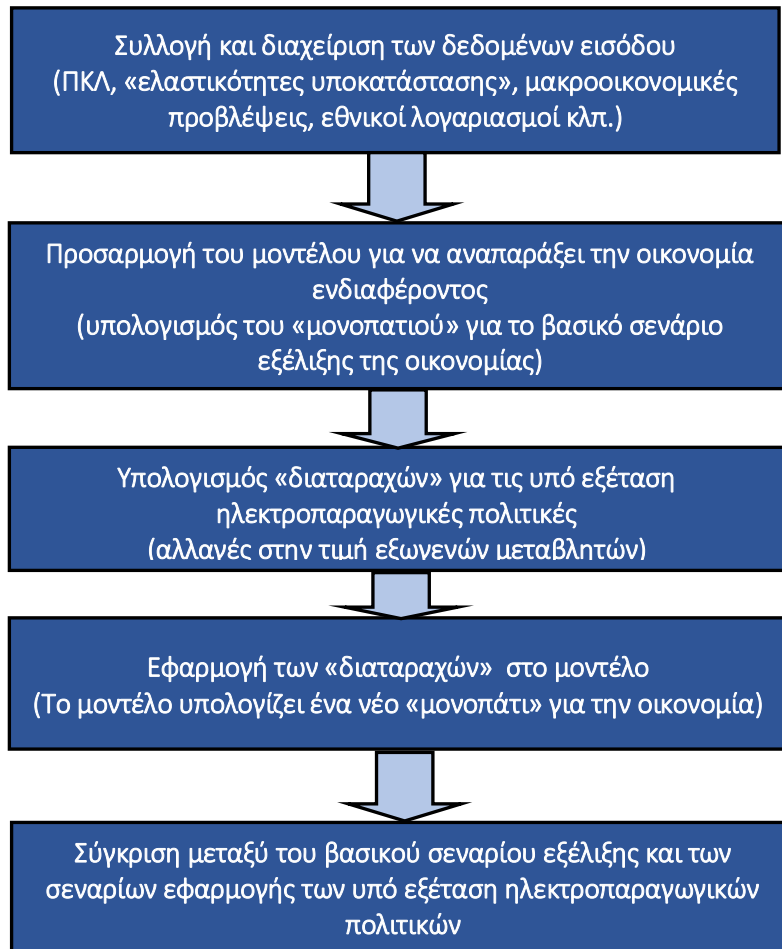 Συλλογή και διαχείριση των δεδομένων εισόδου
(ΠΚΛ, «ελαστικότητες υποκατάστασης», μακροοικονομικές
προβλέψεις, εθνικοί λογαριασμοί κλπ.)
Προσαρμογή του μοντέλου για να αναπαράξει την οικονομία
ενδιαφέροντος
(υπολογισμός του «μονοπατιού» για το βασικό σενάριο
εξέλιξης της οικονομίας)
Υπολογισμός «διαταραχών» για τις υπό εξέταση
ηλεκτροπαραγωγικές πολιτικές
(αλλαγές στην τιμή εξωγενών μεταβλητών)
Εφαρμογή των «διαταραχών» στο μοντέλο
(Το μοντέλο υπολογίζει ένα νέο «μονοπάτι» για την οικονομία)
Σύγκριση μεταξύ του βασικού σεναρίου εξέλιξης και των
σεναρίων εφαρμογής των υπό εξέταση ηλεκτροπαραγωγικών
πολιτικών